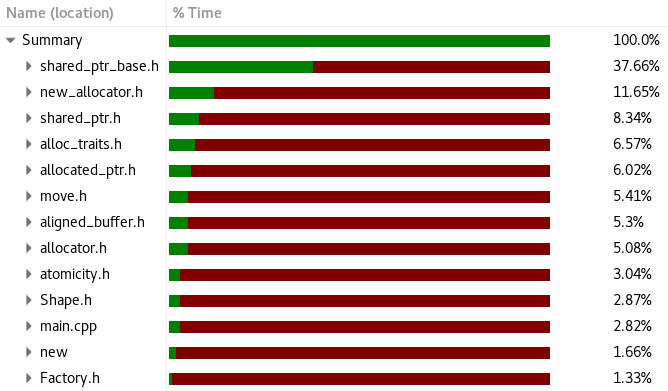 Name (location) % Time
Summary 100.0%
shared_ptr_base.h 37.66%
new_allocator.h 11.65%
shared_ptr.h 8.34%
alloc_traits.h 6.57%
allocated_ptr.h 6.02%
move.h 5.41%
aligned_buffer.h 5.3%
allocator.h 5.08%
atomicity.h 3.04%
Shape.h 2.87%
main.cpp 2.82%
new 1.66%
Factory.h 1.33%